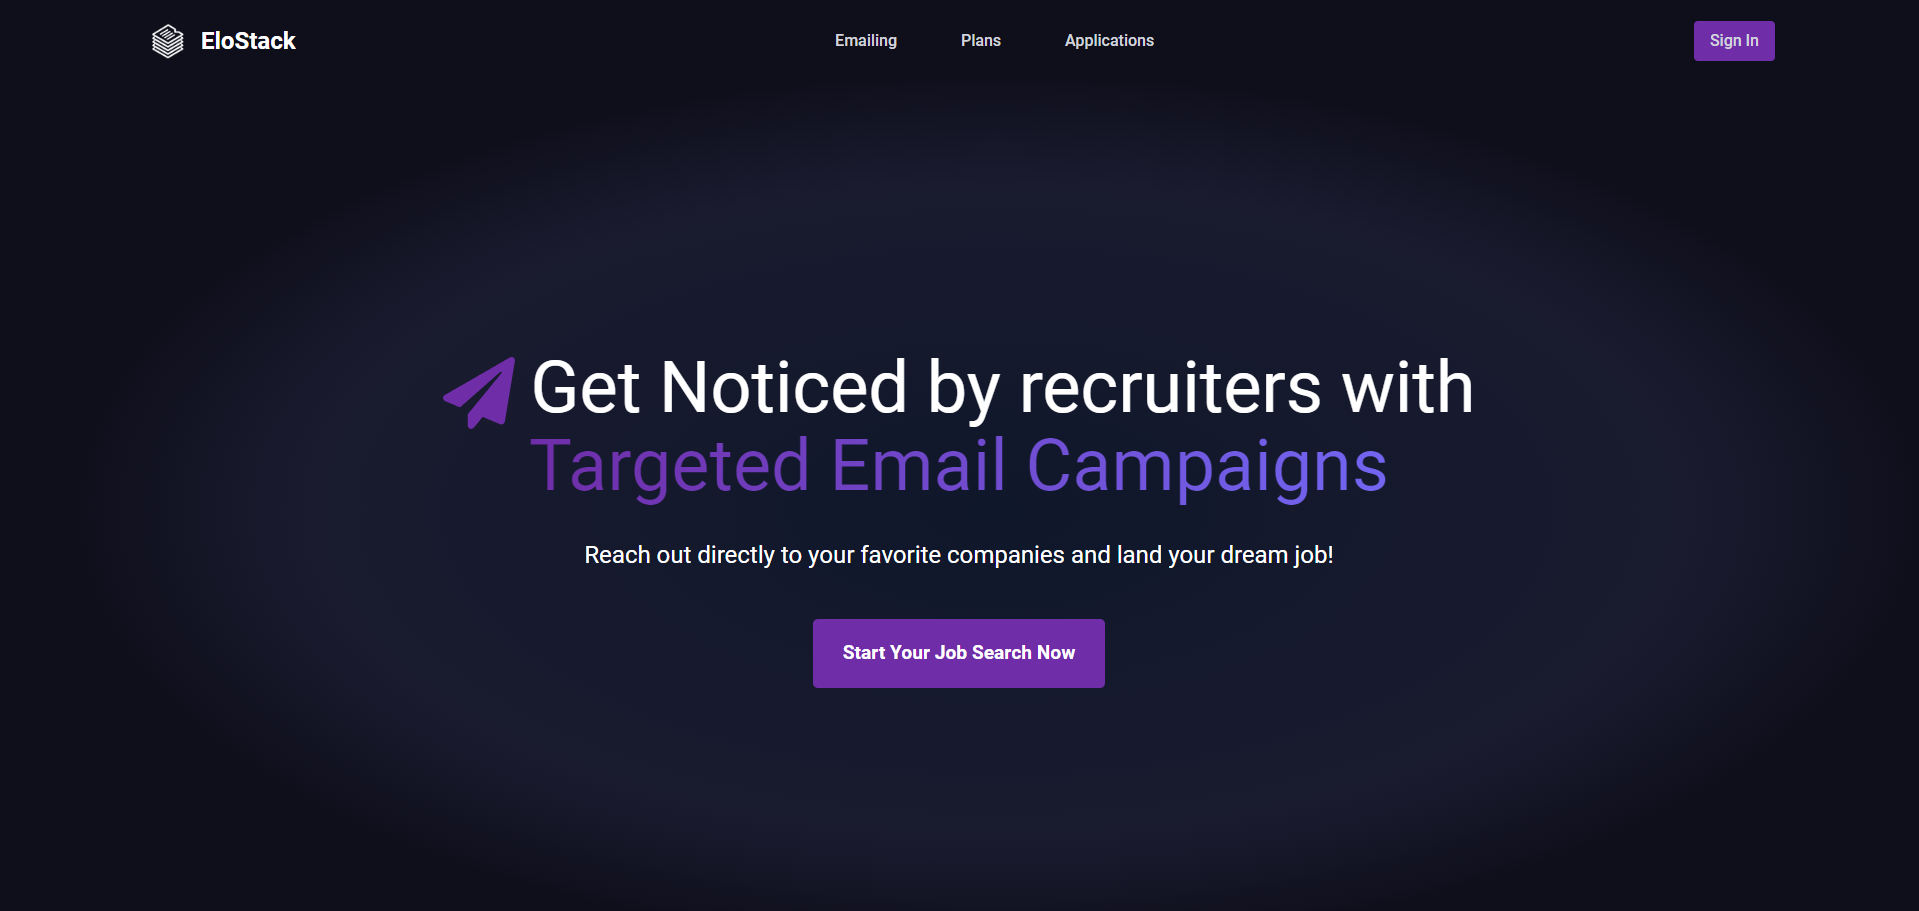 EloStack
Emailing
Plans
Applications
Sign In
Get Noticed by recruiters with
Targeted Email Campaigns
Reach out directly to your favorite companies and land your dream job!
Start Your Job Search Now